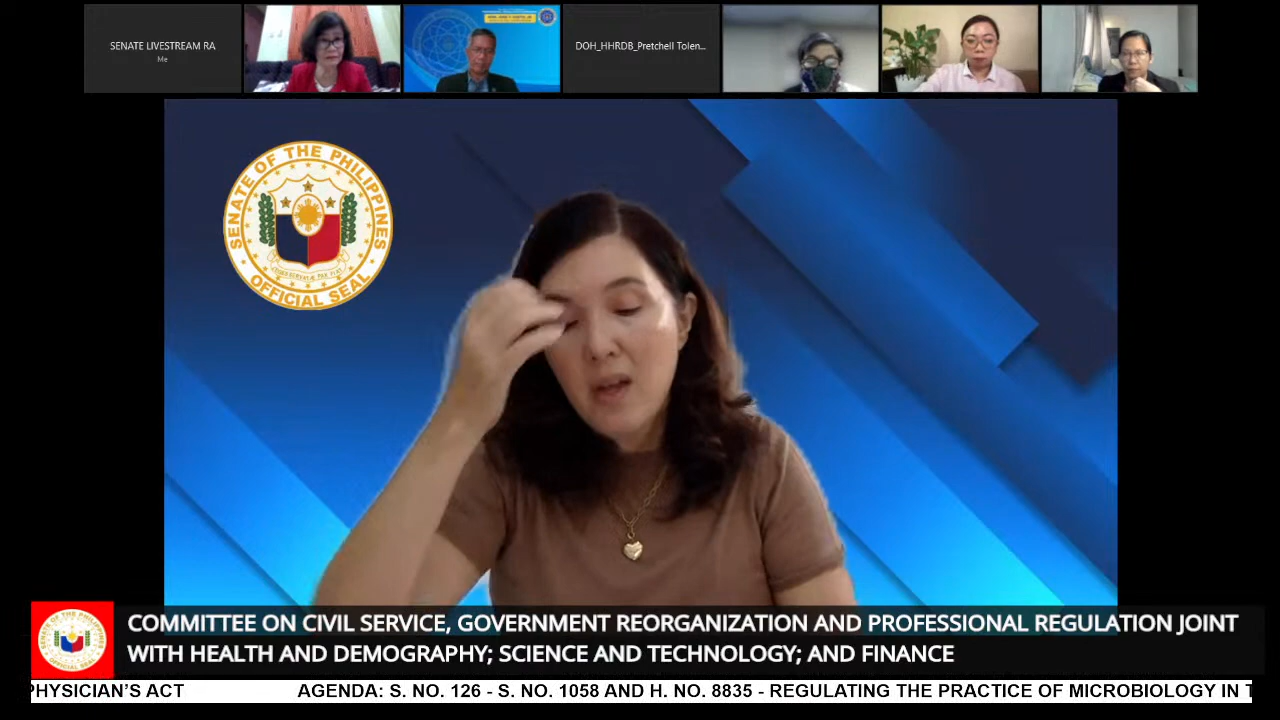 SENATE LIVESTREAM RA
Me
DOH_HHRDB_Pretchell Tolen...
SENATE OF THE PHILIPPINES
OFFICIAL SEAL
COMMITTEE ON CIVIL SERVICE, GOVERNMENT REORGANIZATION AND PROFESSIONAL REGULATION JOINT
WITH HEALTH AND DEMOGRAPHY; SCIENCE AND TECHNOLOGY; AND FINANCE
PHYSICIAN'S ACT AGENDA: S. NO. 126 - S. NO. 1058 AND H. NO. 8835 - REGULATING THE PRACTICE OF MICROBIOLOGY IN T